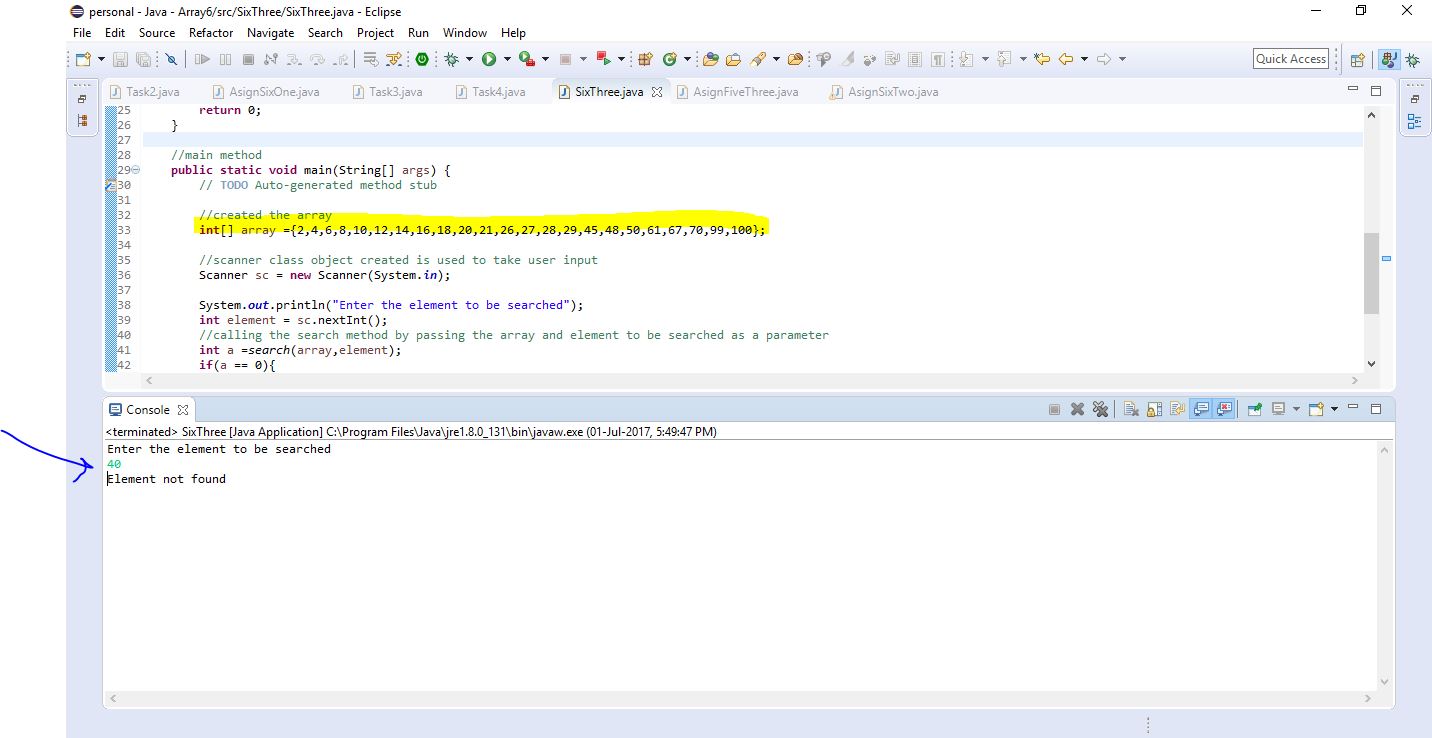 personal - Java - Array6/src/SixThree/SixThree.java - Eclipse
File Edit Source Refactor Navigate Search Project Run Window Help
Quick Access
Task2.java AsignSixOne.java Task3.java Task4.java SixThree.java AsignFiveThree.java AsignSixTwo.java
25 return 0;
26 }
27
28 //main method
29 public static void main(String[] args) {
30 // TODO Auto-generated method stub
31
32 //created the array
33 int[] array ={2,4,6,8,10,12,14,16,18,20,21,26,27,28,29,45,48,50,61,67,70,99,100};
34
35 //scanner class object created is used to take user input
36 Scanner sc = new Scanner(System.in);
37
38 System.out.println("Enter the element to be searched");
39 int element = sc.nextInt();
40 //calling the search method by passing the array and element to be searched as a parameter
41 int a =search(array,element);
42 if(a == 0){
Console
<terminated> SixThree [Java Application] C:\Program Files\Java\jre1.8.0_131\bin\javaw.exe (01-Jul-2017, 5:49:47 PM)
Enter the element to be searched
40
Element not found